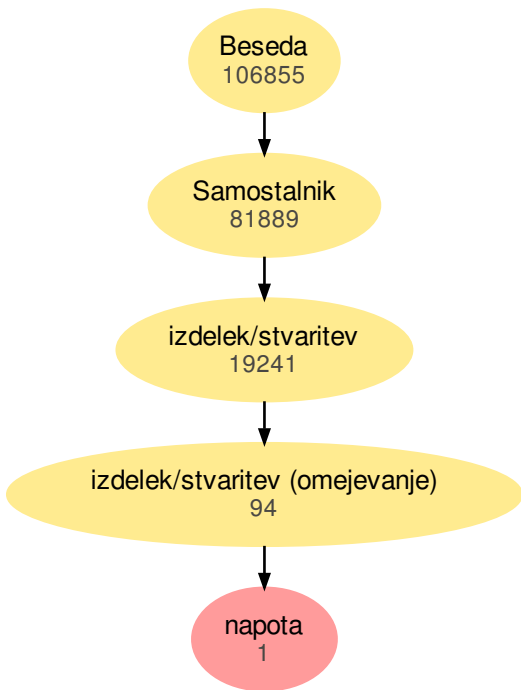 Beseda
106855
Samostalnik
81889
izdelek/stvaritev
19241
izdelek/stvaritev (omejevanje)
94
napota
1